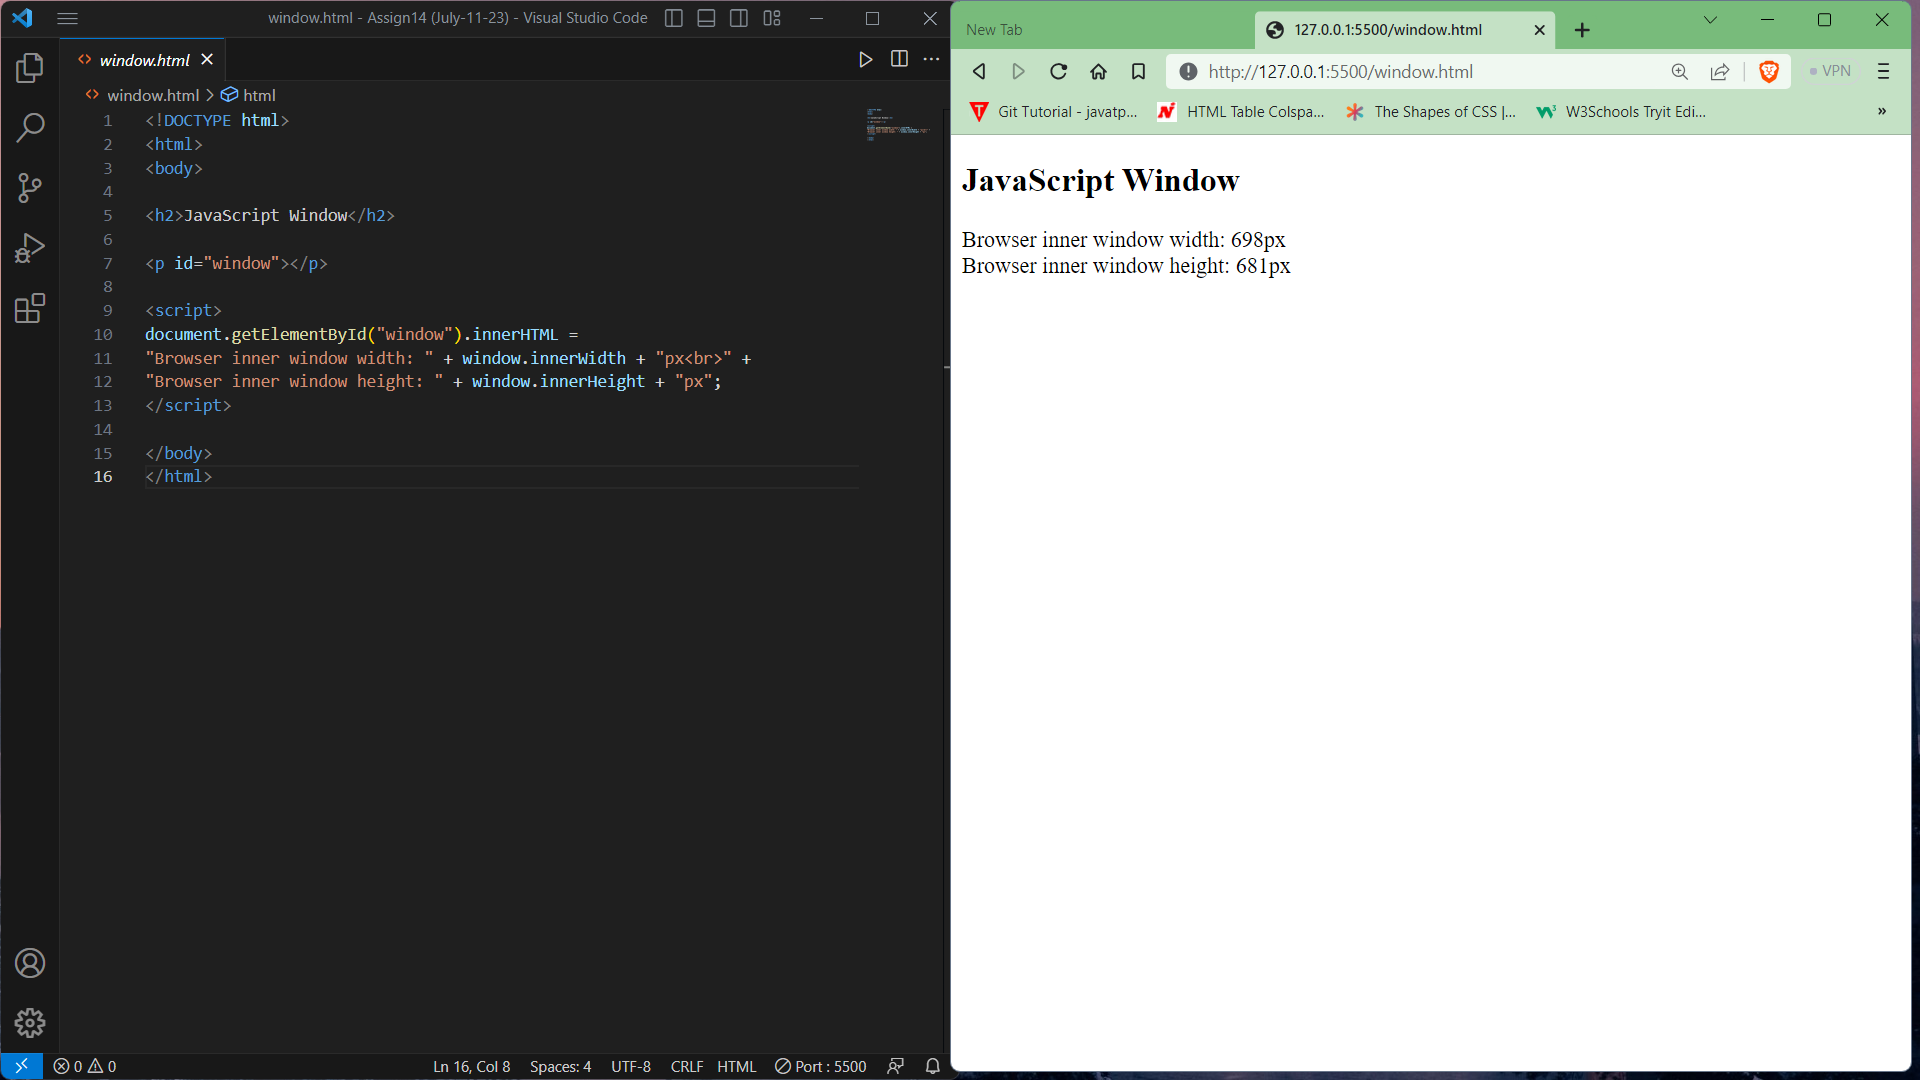 window.html - Assign14 (July-11-23) - Visual Studio Code
window.html
window.html > html
1 <!DOCTYPE html>
2 <html>
3 <body>
4
5 <h2>JavaScript Window</h2>
6
7 <p id="window"></p>
8
9 <script>
10 document.getElementById("window").innerHTML =
11 "Browser inner window width: " + window.innerWidth + "px<br>" +
12 "Browser inner window height: " + window.innerHeight + "px";
13 </script>
14
15 </body>
16 </html>
0 0 Ln 16, Col 8 Spaces: 4 UTF-8 CRLF HTML Port : 5500
New Tab 127.0.0.1:5500/window.html
http://127.0.0.1:5500/window.html VPN
Git Tutorial - javatp... HTML Table Colspa... The Shapes of CSS |... W3Schools Tryit Edi... »
JavaScript Window
Browser inner window width: 698px
Browser inner window height: 681px